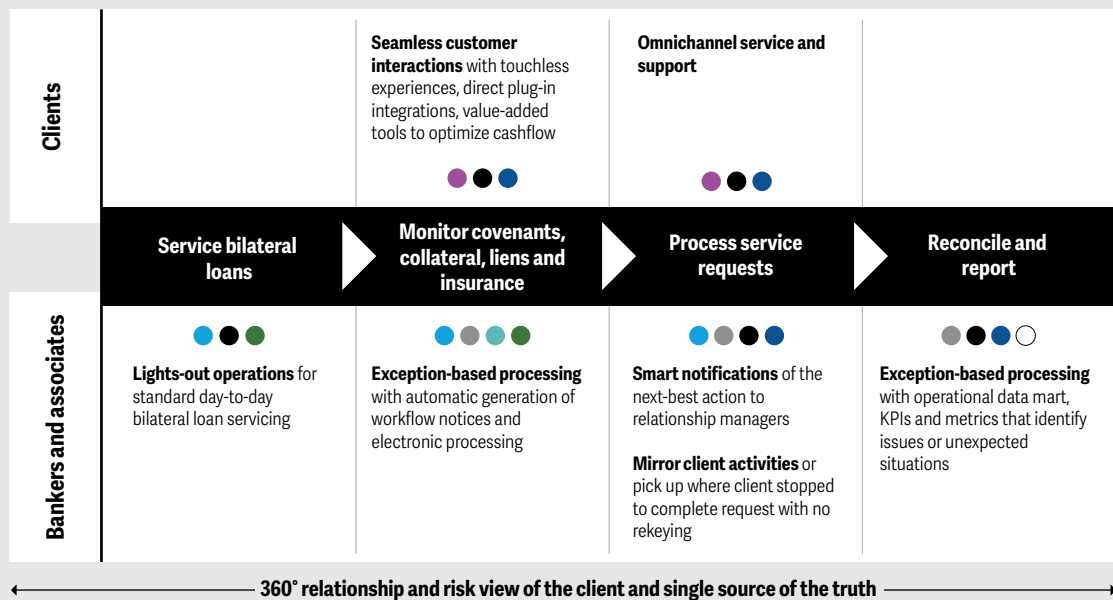 Clients
Seamless customer
interactions with touchless
experiences, direct plug-in
integrations, value-added
tools to optimize cashflow
Omnichannel service and
support
Service bilateral
loans
Monitor covenants,
collateral, liens and
insurance
Process service
requests
Reconcile and
report
Bankers and associates
Lights-out operations for
standard day-to-day
bilateral loan servicing
Exception-based processing
with automatic generation of
workflow notices and
electronic processing
Smart notifications of the
next-best action to
relationship managers
Mirror client activities or
pick up where client stopped
to complete request with no
rekeying
Exception-based processing
with operational data mart,
KPIs and metrics that identify
issues or unexpected
situations
360° relationship and risk view of the client and single source of the truth